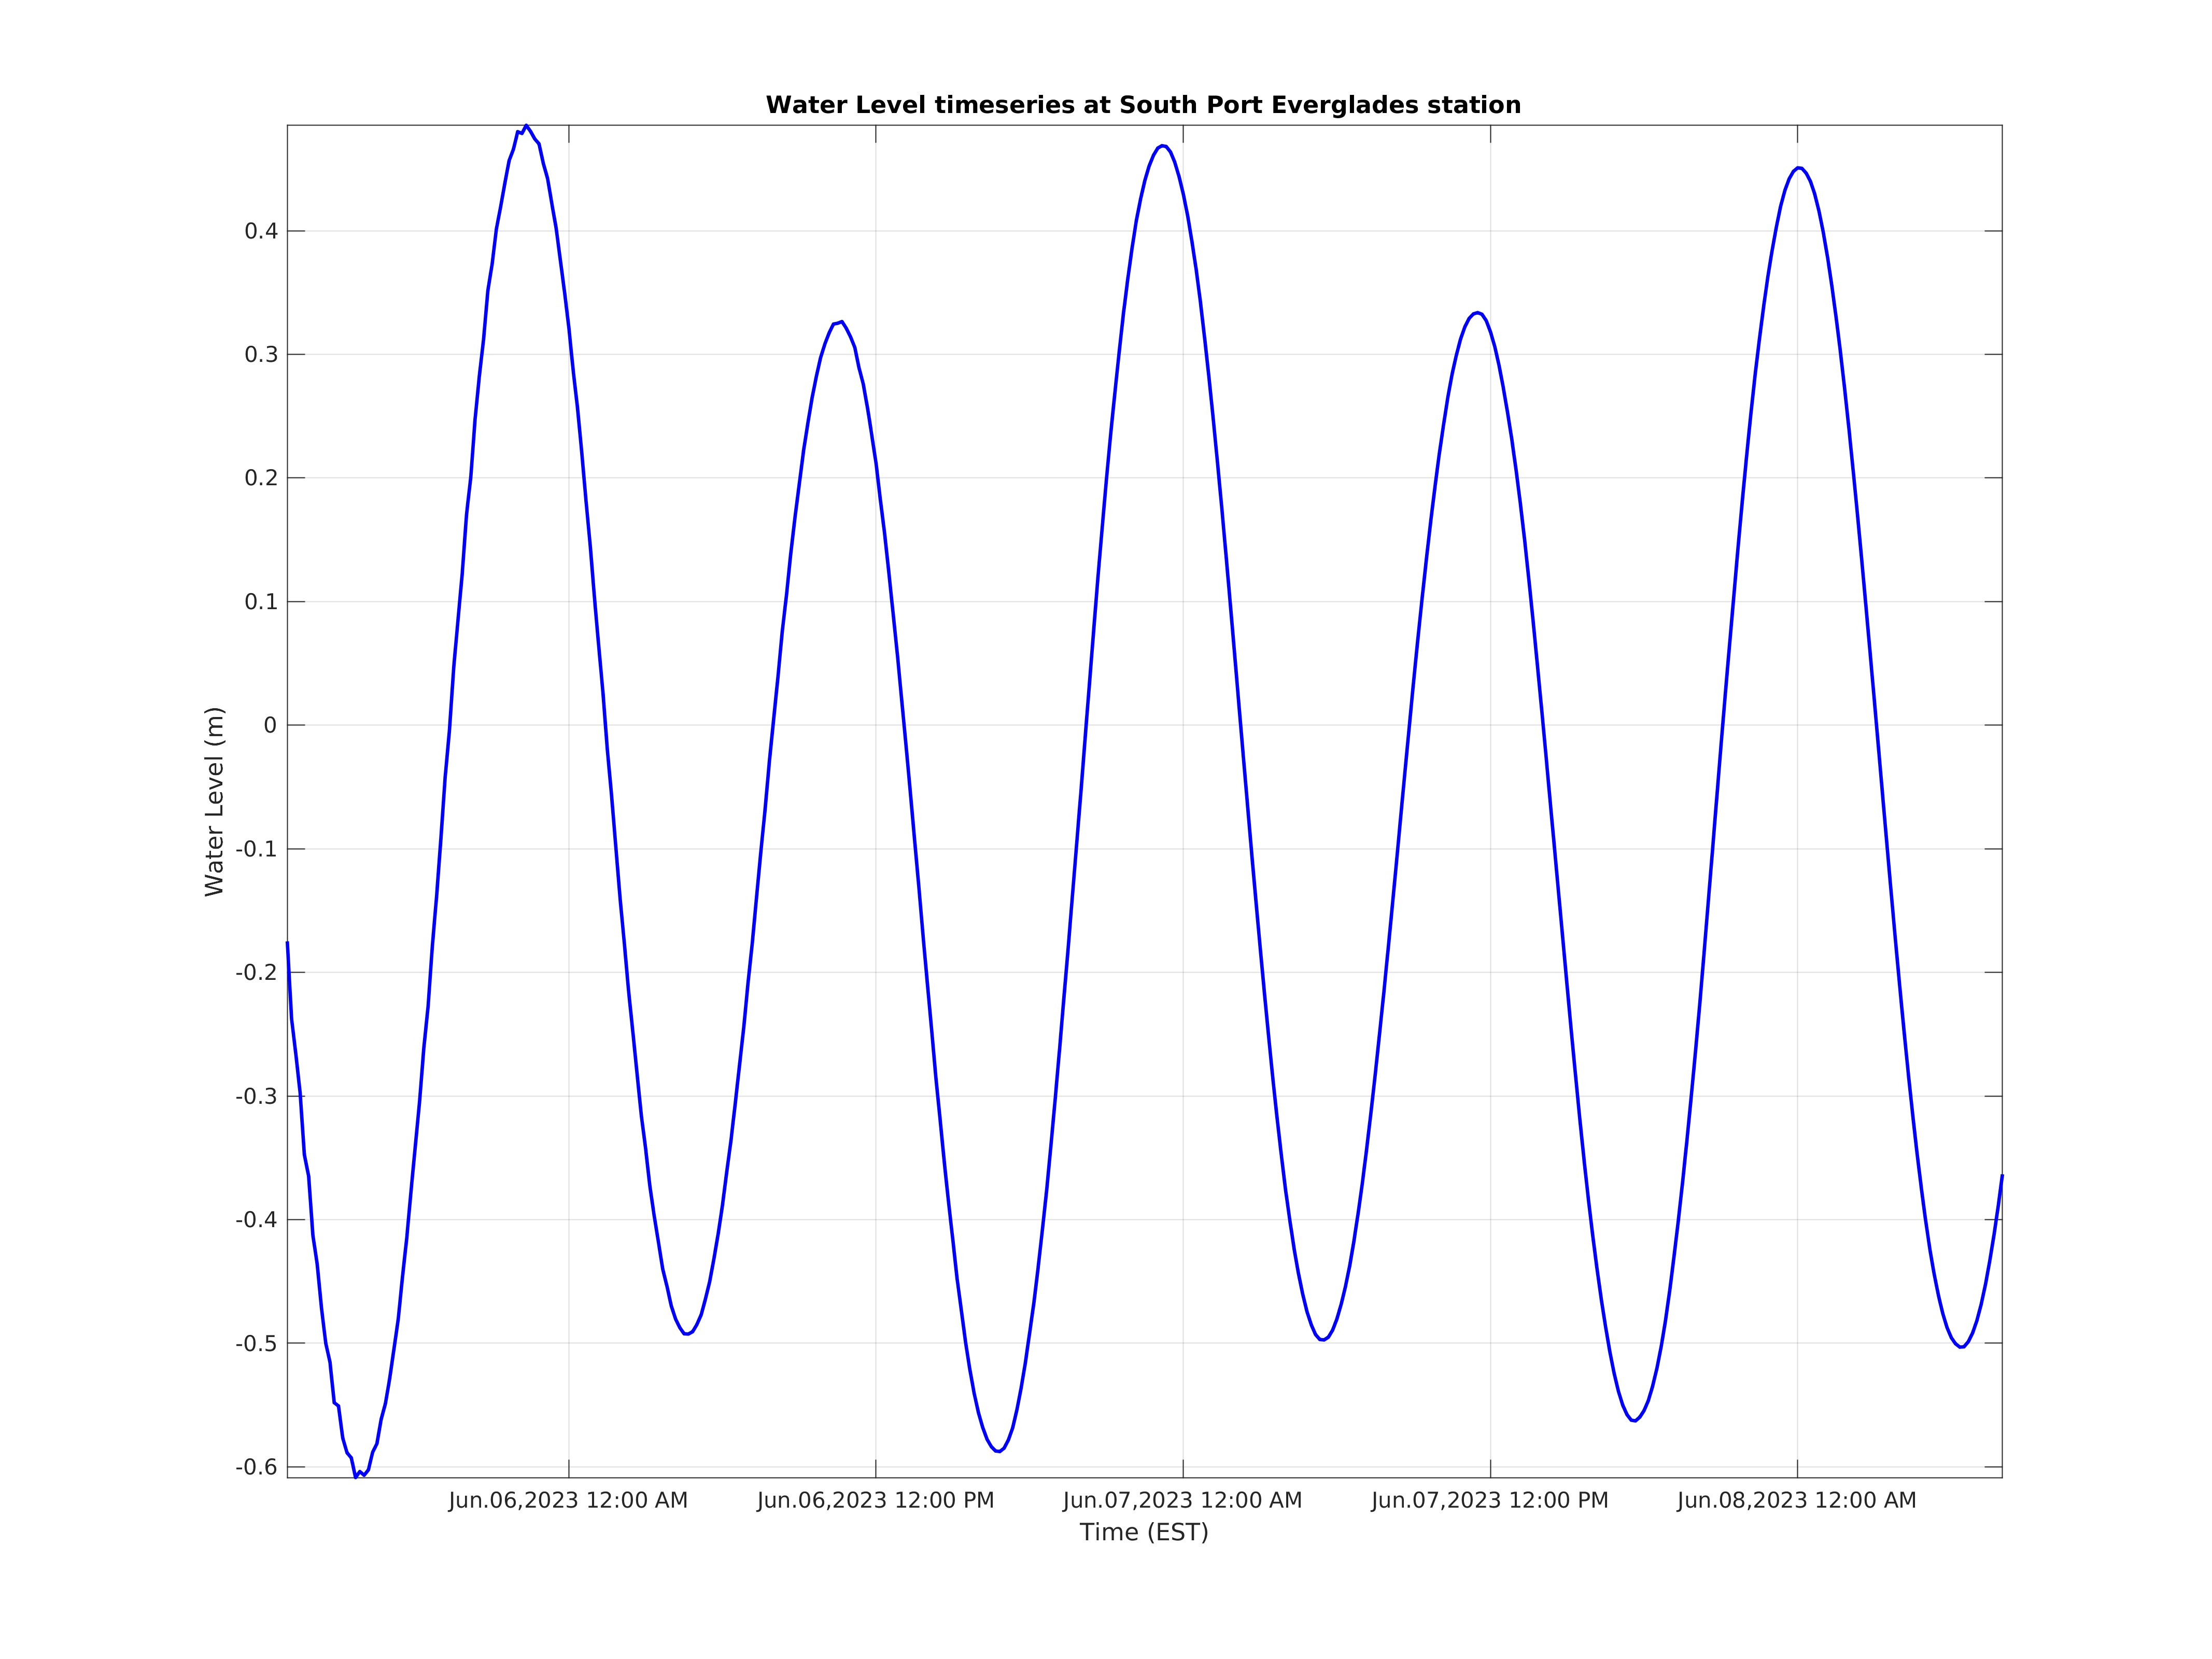 Water Level timeseries at South Port Everglades station
0.4
0.3
0.2
0.1
0
-0.1
-0.2
-0.3
-0.4
-0.5
-0.6
Water Level (m)
Jun.06,2023 12:00 AM
Jun.06,2023 12:00 PM
Jun.07,2023 12:00 AM
Jun.07,2023 12:00 PM
Jun.08,2023 12:00 AM
Time (EST)